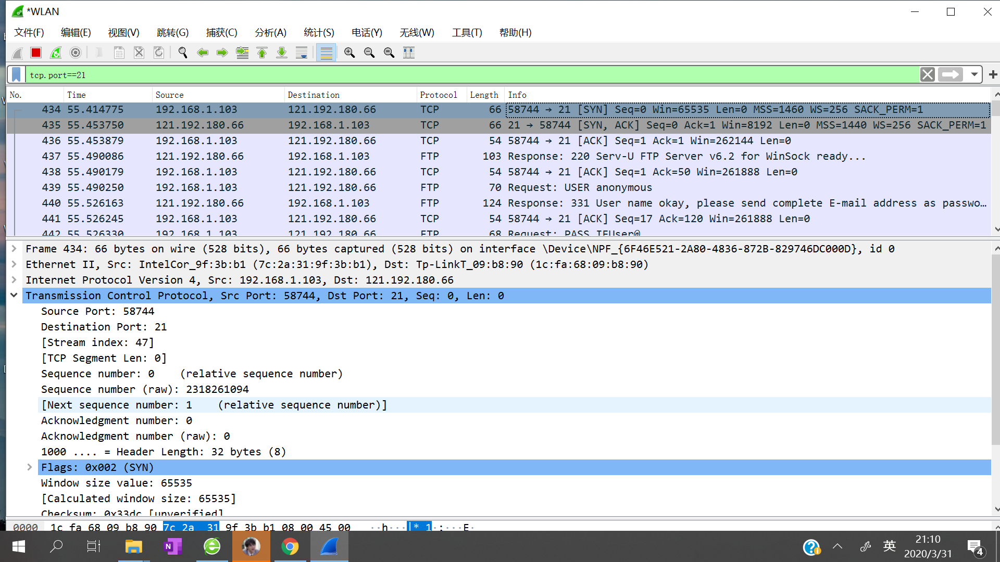 *WLAN
文件(F) 编辑(E) 视图(V) 跳转(G) 捕获(C) 分析(A) 统计(S) 电话(Y) 无线(W) 工具(T) 帮助(H)
tcp.port==21
No. Time Source Destination Protocol Length Info
434 55.414775 192.168.1.103 121.192.180.66 TCP 66 58744 → 21 [SYN] Seq=0 Win=65535 Len=0 MSS=1460 WS=256 SACK_PERM=1
435 55.453750 121.192.180.66 192.168.1.103 TCP 66 21 → 58744 [SYN, ACK] Seq=0 Ack=1 Win=8192 Len=0 MSS=1440 WS=256 SACK_PERM=1
436 55.453879 192.168.1.103 121.192.180.66 TCP 54 58744 → 21 [ACK] Seq=1 Ack=1 Win=262144 Len=0
437 55.490086 121.192.180.66 192.168.1.103 FTP 103 Response: 220 Serv-U FTP Server v6.2 for WinSock ready...
438 55.490179 192.168.1.103 121.192.180.66 TCP 54 58744 → 21 [ACK] Seq=1 Ack=50 Win=261888 Len=0
439 55.490250 192.168.1.103 121.192.180.66 FTP 70 Request: USER anonymous
440 55.526163 121.192.180.66 192.168.1.103 FTP 124 Response: 331 User name okay, please send complete E-mail address as passwo…
441 55.526245 192.168.1.103 121.192.180.66 TCP 54 58744 → 21 [ACK] Seq=17 Ack=120 Win=261888 Len=0
442 55.526330 192.168.1.103 121.192.180.66 FTP 68 Request: PASS IEUser@
Frame 434: 66 bytes on wire (528 bits), 66 bytes captured (528 bits) on interface \Device\NPF_{6F46E521-2A80-4836-872B-829746DC000D}, id 0
Ethernet II, Src: IntelCor_9f:3b:b1 (7c:2a:31:9f:3b:b1), Dst: Tp-LinkT_09:b8:90 (1c:fa:68:09:b8:90)
Internet Protocol Version 4, Src: 192.168.1.103, Dst: 121.192.180.66
Transmission Control Protocol, Src Port: 58744, Dst Port: 21, Seq: 0, Len: 0
Source Port: 58744
Destination Port: 21
[Stream index: 47]
[TCP Segment Len: 0]
Sequence number: 0 (relative sequence number)
Sequence number (raw): 2318261094
[Next sequence number: 1 (relative sequence number)]
Acknowledgment number: 0
Acknowledgment number (raw): 0
1000 .... = Header Length: 32 bytes (8)
Flags: 0x002 (SYN)
Window size value: 65535
[Calculated window size: 65535]
Checksum: 0x33dc [unverified]
0000 1c fa 68 09 b8 90 7c 2a 31 9f 3b b1 08 00 45 00 ··h···|*1·;···E·
N
英
21:10
2020/3/31
4